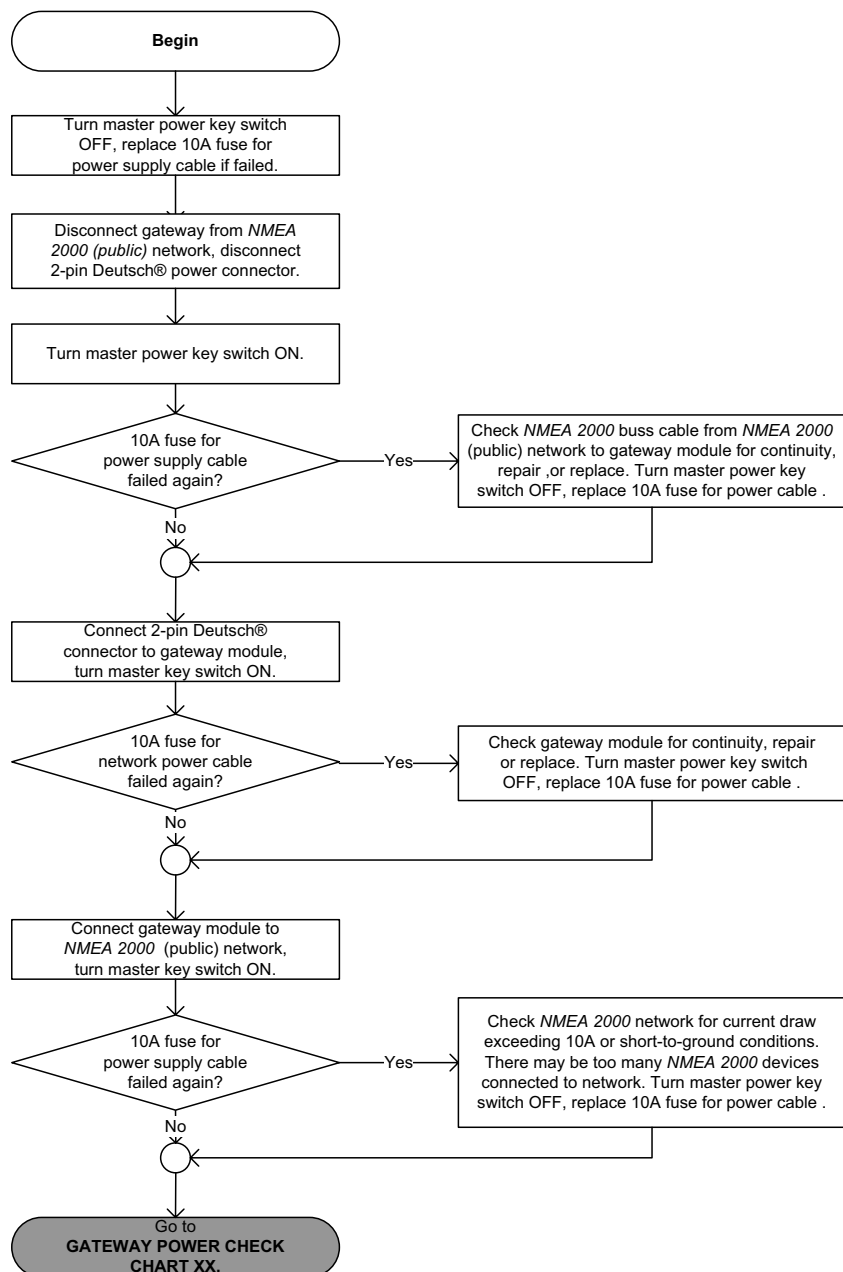 Begin
Turn master power key switch
OFF, replace 10A fuse for
power supply cable if failed.
Disconnect gateway from NMEA
2000 (public) network, disconnect
2-pin Deutsch® power connector.
Turn master power key switch ON.
10A fuse for
power supply cable
failed again?
Yes
Check NMEA 2000 buss cable from NMEA 2000
(public) network to gateway module for continuity,
repair ,or replace. Turn master power key
switch OFF, replace 10A fuse for power cable .
No
Connect 2-pin Deutsch®
connector to gateway module,
turn master key switch ON.
10A fuse for
network power cable
failed again?
Yes
Check gateway module for continuity, repair
or replace. Turn master power key switch
OFF, replace 10A fuse for power cable .
No
Connect gateway module to
NMEA 2000 (public) network,
turn master key switch ON.
10A fuse for
power supply cable
failed again?
Yes
Check NMEA 2000 network for current draw
exceeding 10A or short-to-ground conditions.
There may be too many NMEA 2000 devices
connected to network. Turn master power key
switch OFF, replace 10A fuse for power cable .
No
Go to
GATEWAY POWER CHECK
CHART XX.